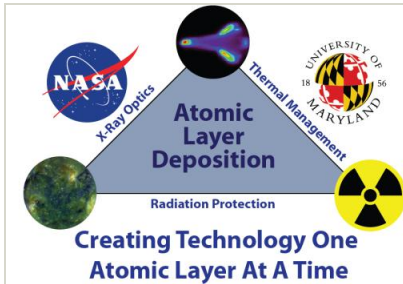 NASA
X-Ray Optics
Thermal Management
UNIVERSITY OF
18 56
MARYLAND
Atomic
Layer
Deposition
Radiation Protection
Creating Technology One
Atomic Layer At A Time